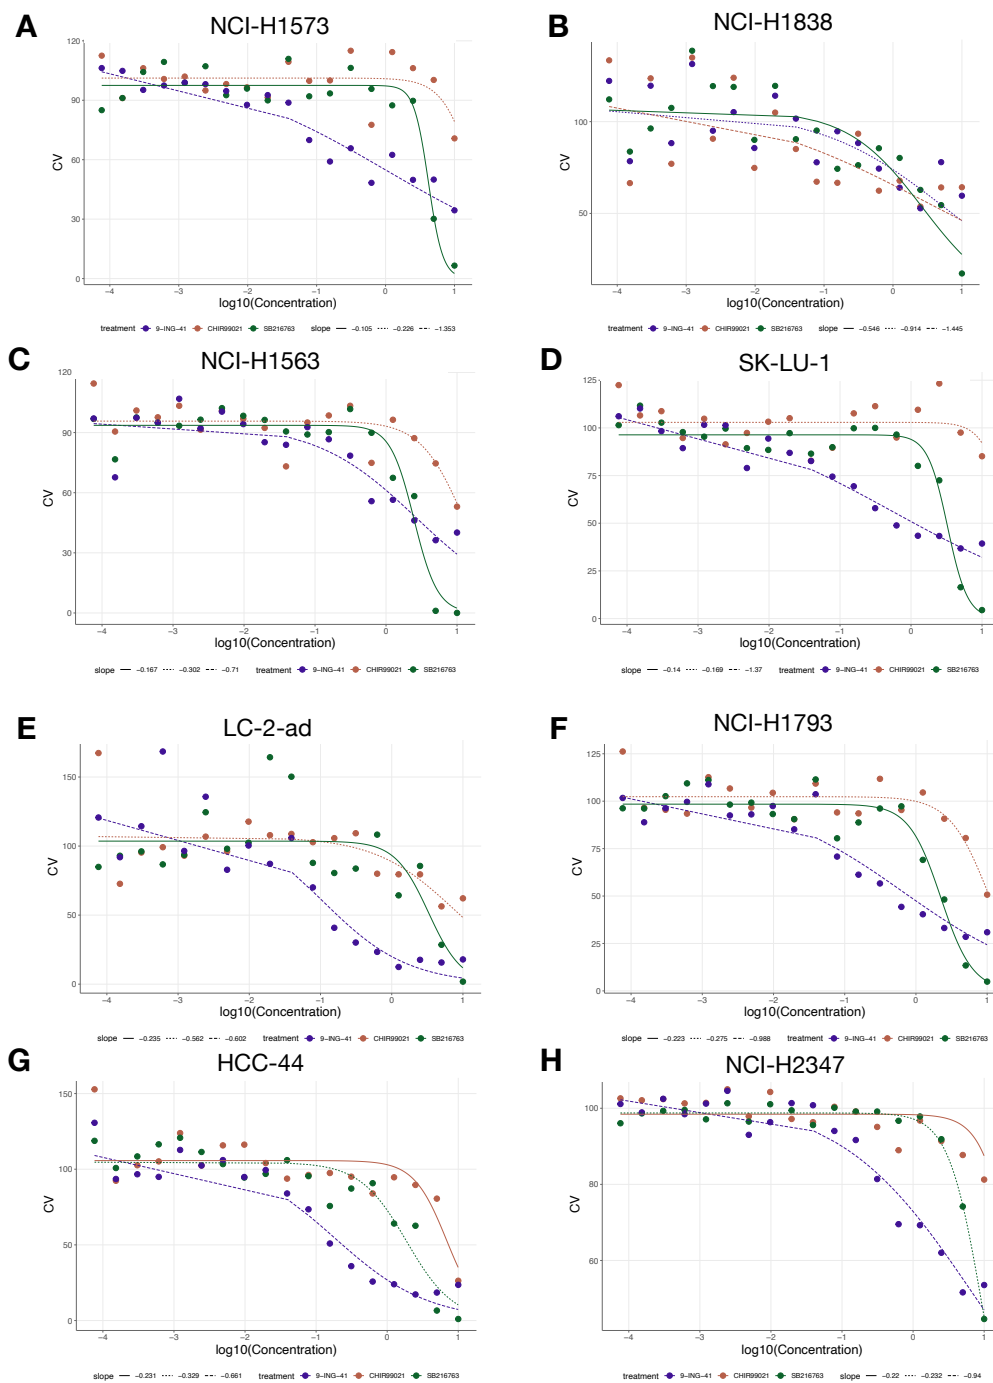 A
NCI-H1573
120
90
60
30
0
CV
−4
−3
−2
−1
0
1
log10(Concentration)
treatment 9−ING−41 CHIR99021 SB216763 slope −0.105 −0.226 −1.353
B
NCI-H1838
100
50
CV
−4
−3
−2
−1
0
1
log10(Concentration)
treatment 9−ING−41 CHIR99021 SB216763 slope −0.546 −0.914 −1.445
C
NCI-H1563
120
90
60
30
0
CV
−4
−3
−2
−1
0
1
log10(Concentration)
slope −0.167 −0.302 −0.71 treatment 9−ING−41 CHIR99021 SB216763
D
SK-LU-1
125
100
75
50
25
0
CV
−4
−3
−2
−1
0
1
log10(Concentration)
slope −0.14 −0.169 −1.37 treatment 9−ING−41 CHIR99021 SB216763
E
LC-2-ad
150
100
50
0
CV
−4
−3
−2
−1
0
1
log10(Concentration)
slope −0.235 −0.562 −0.602 treatment 9−ING−41 CHIR99021 SB216763
F
NCI-H1793
125
100
75
50
25
0
CV
−4
−3
−2
−1
0
1
log10(Concentration)
slope −0.223 −0.275 −0.988 treatment 9−ING−41 CHIR99021 SB216763
G
HCC-44
150
100
50
0
CV
−4
−3
−2
−1
0
1
log10(Concentration)
slope −0.231 −0.329 −0.661 treatment 9−ING−41 CHIR99021 SB216763
H
NCI-H2347
100
80
60
CV
−4
−3
−2
−1
0
1
log10(Concentration)
treatment 9−ING−41 CHIR99021 SB216763 slope −0.22 −0.232 −0.94